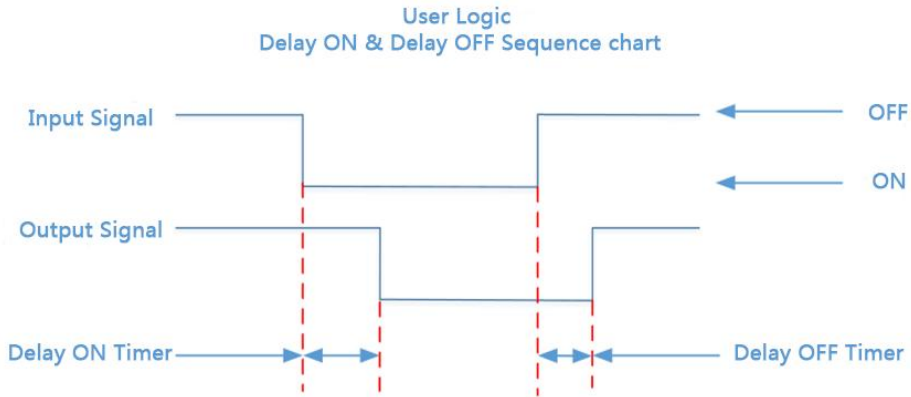 User Logic
Delay ON & Delay OFF Sequence chart
Input Signal
OFF
ON
Output Signal
Delay ON Timer
Delay OFF Timer